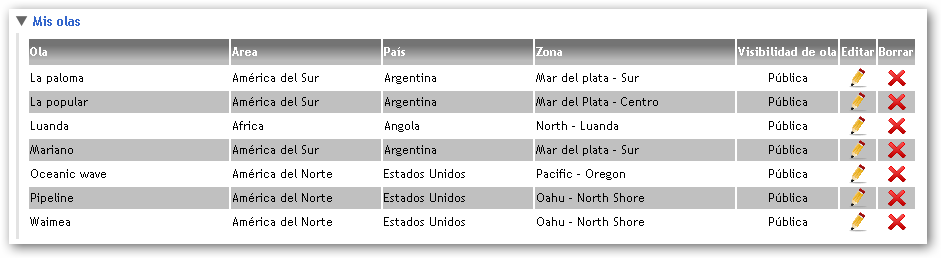 Mis olas
Ola Area País Zona Visibilidad de ola Editar Borrar
La paloma América del Sur Argentina Mar del plata - Sur Pública
La popular América del Sur Argentina Mar del Plata - Centro Pública
Luanda Africa Angola North - Luanda Pública
Mariano América del Sur Argentina Mar del plata - Sur Pública
Oceanic wave América del Norte Estados Unidos Pacific - Oregon Pública
Pipeline América del Norte Estados Unidos Oahu - North Shore Pública
Waimea América del Norte Estados Unidos Oahu - North Shore Pública